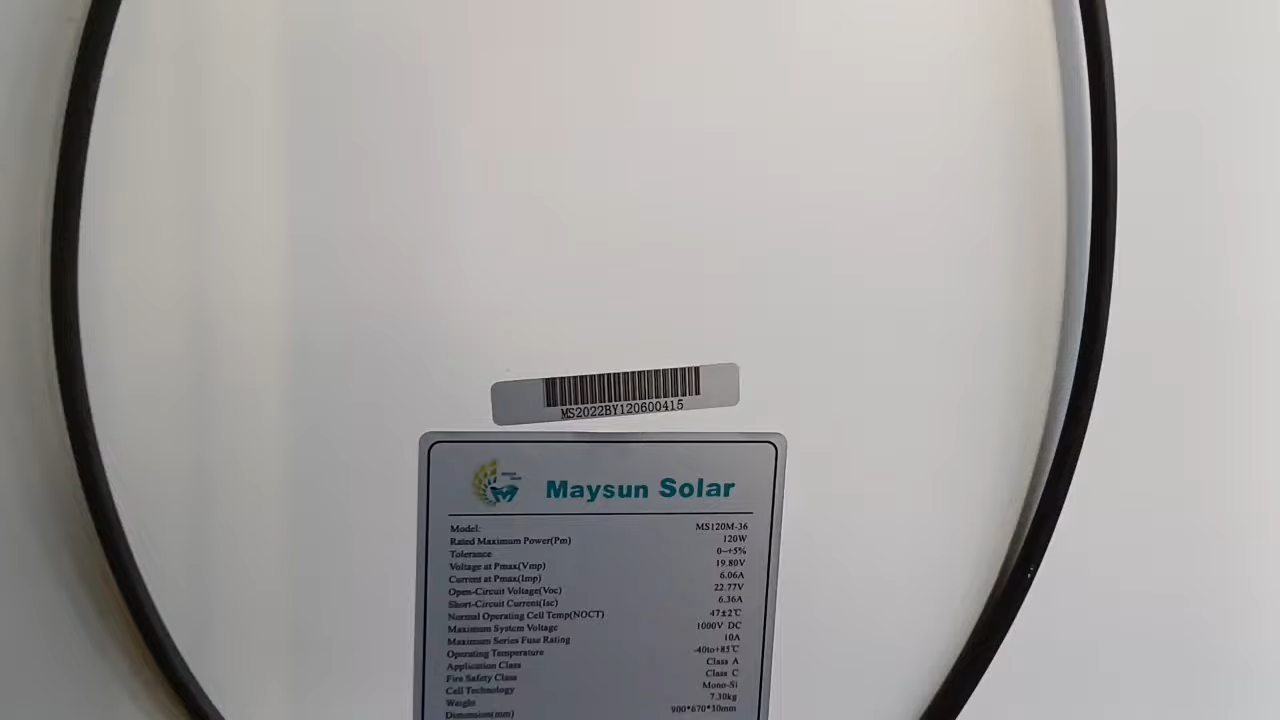 MS2022BY120600415
Maysun Solar
Model: MS120M-36
Rated Maximum Power(Pm) 120W
Tolerance 0~+5%
Voltage at Pmax(Vmp) 19.80V
Current at Pmax(Imp) 6.06A
Open-Circuit Voltage(Voc) 22.77V
Short-Circuit Current(Isc) 6.36A
Normal Operating Cell Temp(NOCT) 47±2℃
Maximum System Voltage 1000V DC
Maximum Series Fuse Rating 10A
Operating Temperature -40to+85℃
Application Class Class A
Fire Safety Class Class C
Cell Technology Mono-Si
Weight 7.30kg
Dimension(mm) 900*670*30mm